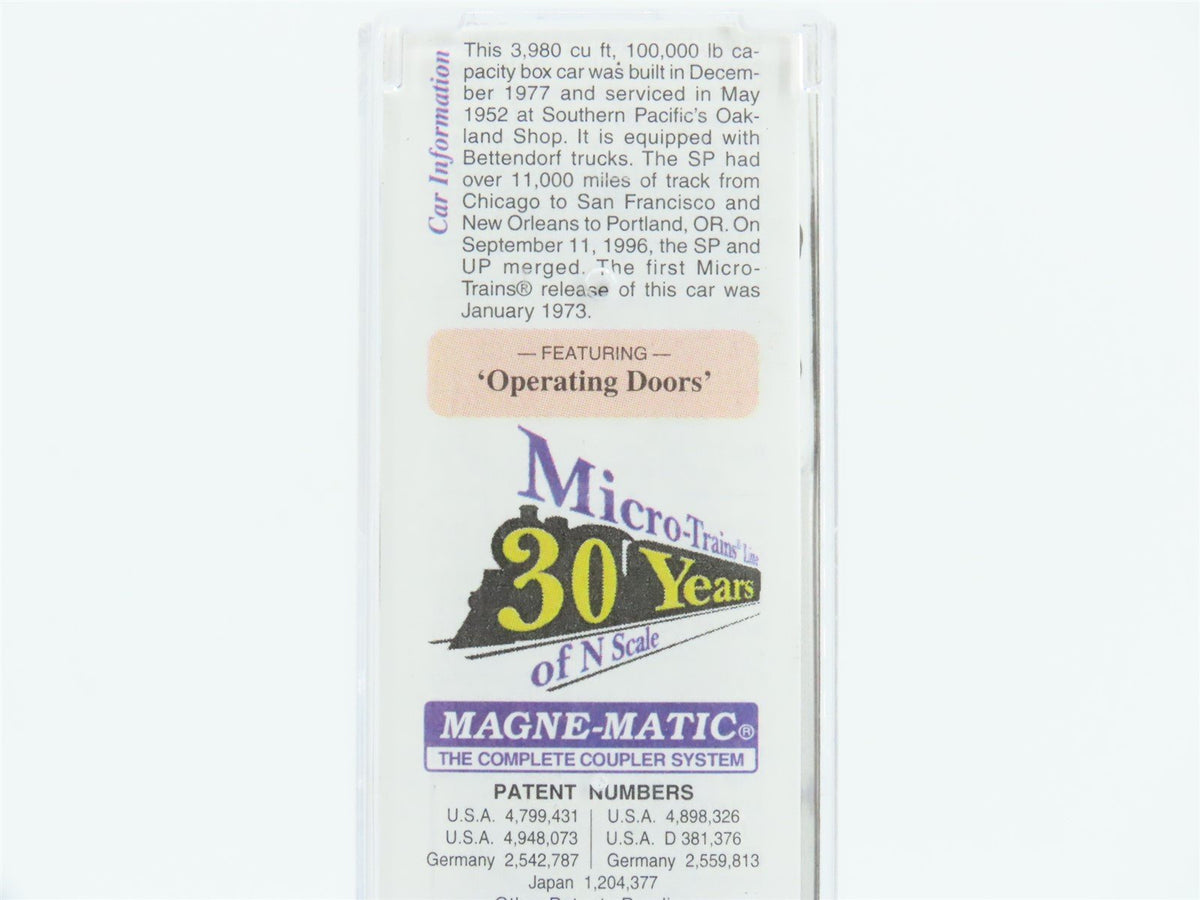 Car Information
This 3,980 cu ft, 100,000 lb ca-
pacity box car was built in Decem-
ber 1977 and serviced in May
1952 at Southern Pacific's Oak-
land Shop. It is equipped with
Bettendorf trucks. The SP had
over 11,000 miles of track from
Chicago to San Francisco and
New Orleans to Portland, OR. On
September 11, 1996, the SP and
UP merged. The first Micro-
Trains® release of this car was
January 1973.
— FEATURING —
'Operating Doors'
Micro-Trains® Line
30 Years
of N Scale
MAGNE-MATIC®
THE COMPLETE COUPLER SYSTEM
PATENT NUMBERS
U.S.A. 4,799,431 | U.S.A. 4,898,326
U.S.A. 4,948,073 | U.S.A. D 381,376
Germany 2,542,787 | Germany 2,559,813
Japan 1,204,377